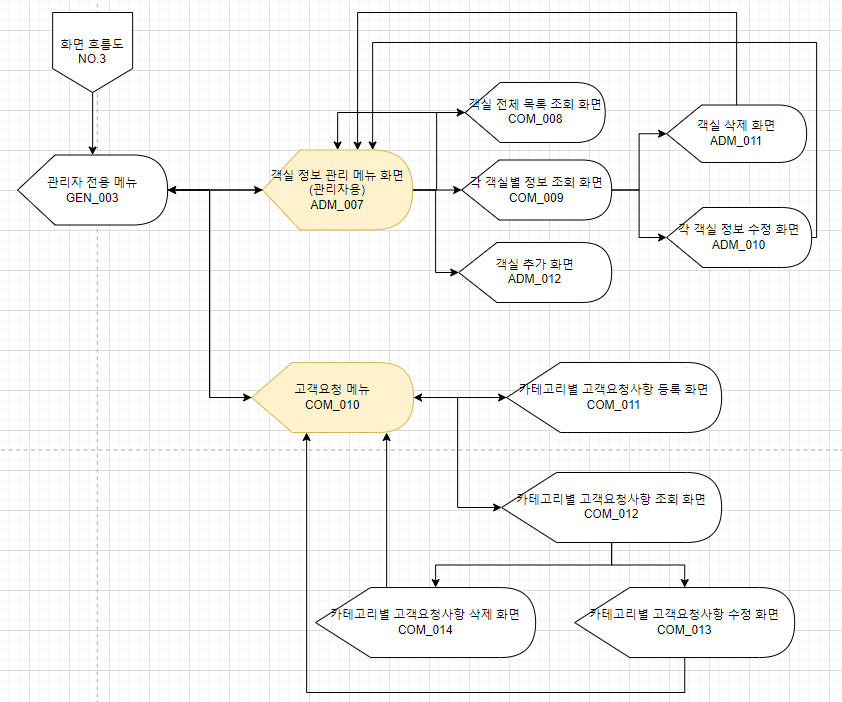 화면 흐름도
NO.3
관리자 전용 메뉴
GEN_003
객실 정보 관리 메뉴 화면
(관리자용)
ADM_007
객실 전체 목록 조회 화면
COM_008
각 객실별 정보 조회 화면
COM_009
객실 추가 화면
ADM_012
객실 삭제 화면
ADM_011
각 객실 정보 수정 화면
ADM_010
고객요청 메뉴
COM_010
카테고리별 고객요청사항 등록 화면
COM_011
카테고리별 고객요청사항 조회 화면
COM_012
카테고리별 고객요청사항 삭제 화면
COM_014
카테고리별 고객요청사항 수정 화면
COM_013